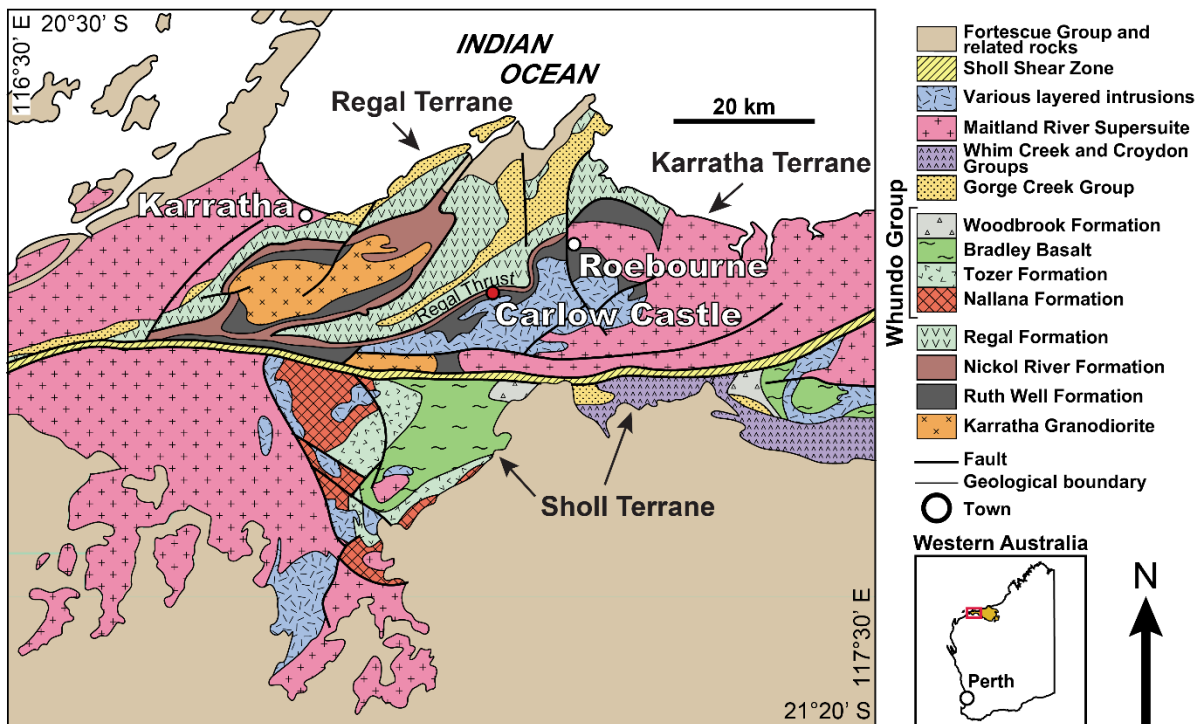 20°30' S
116°30' E
INDIAN
OCEAN
Regal Terrane
20 km
Karratha Terrane
Karratha
Roebourne
Regal Thrust
Carlow Castle
Sholl Terrane
117°30' E
21°20' S
Fortescue Group and
related rocks
Sholl Shear Zone
Various layered intrusions
Maitland River Supersuite
Whim Creek and Croydon
Groups
Gorge Creek Group
Whundo Group
Woodbrook Formation
Bradley Basalt
Tozer Formation
Nallana Formation
Regal Formation
Nickol River Formation
Ruth Well Formation
Karratha Granodiorite
Fault
Geological boundary
Town
Western Australia
Perth
N